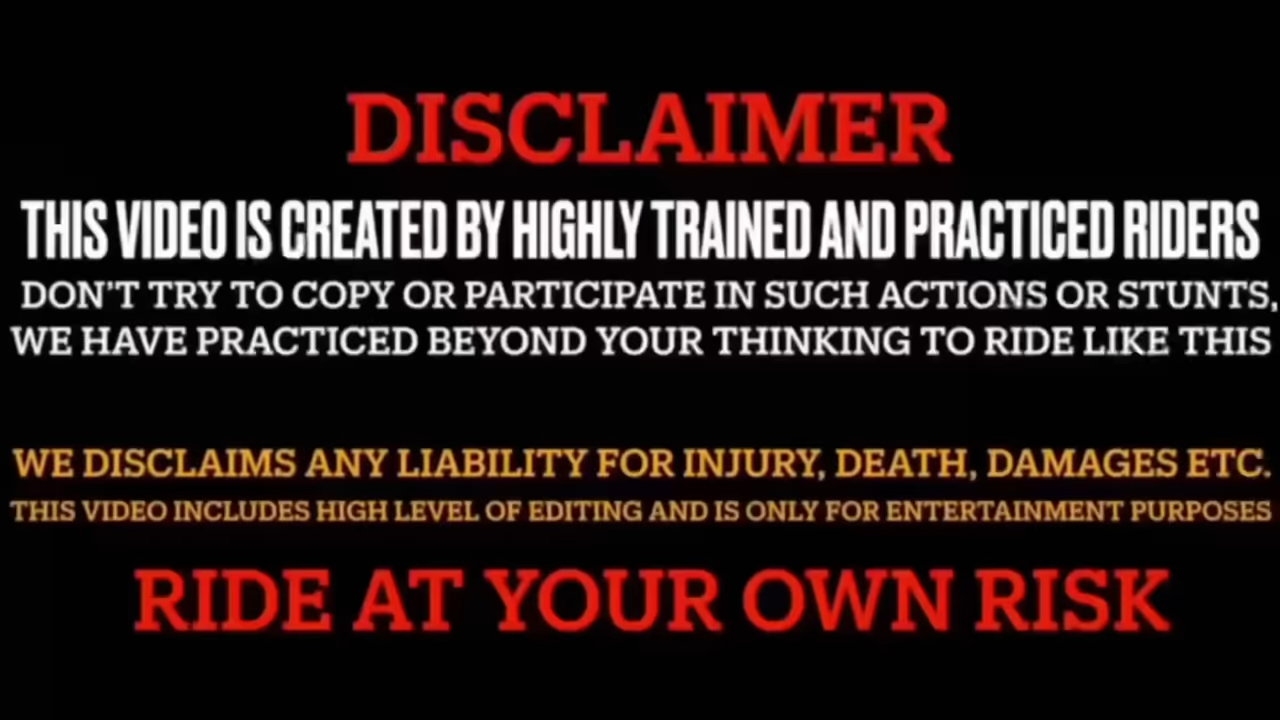 DISCLAIMER
THIS VIDEO IS CREATED BY HIGHLY TRAINED AND PRACTICED RIDERS
DON'T TRY TO COPY OR PARTICIPATE IN SUCH ACTIONS OR STUNTS,
WE HAVE PRACTICED BEYOND YOUR THINKING TO RIDE LIKE THIS
WE DISCLAIMS ANY LIABILITY FOR INJURY, DEATH, DAMAGES ETC.
THIS VIDEO INCLUDES HIGH LEVEL OF EDITING AND IS ONLY FOR ENTERTAINMENT PURPOSES
RIDE AT YOUR OWN RISK